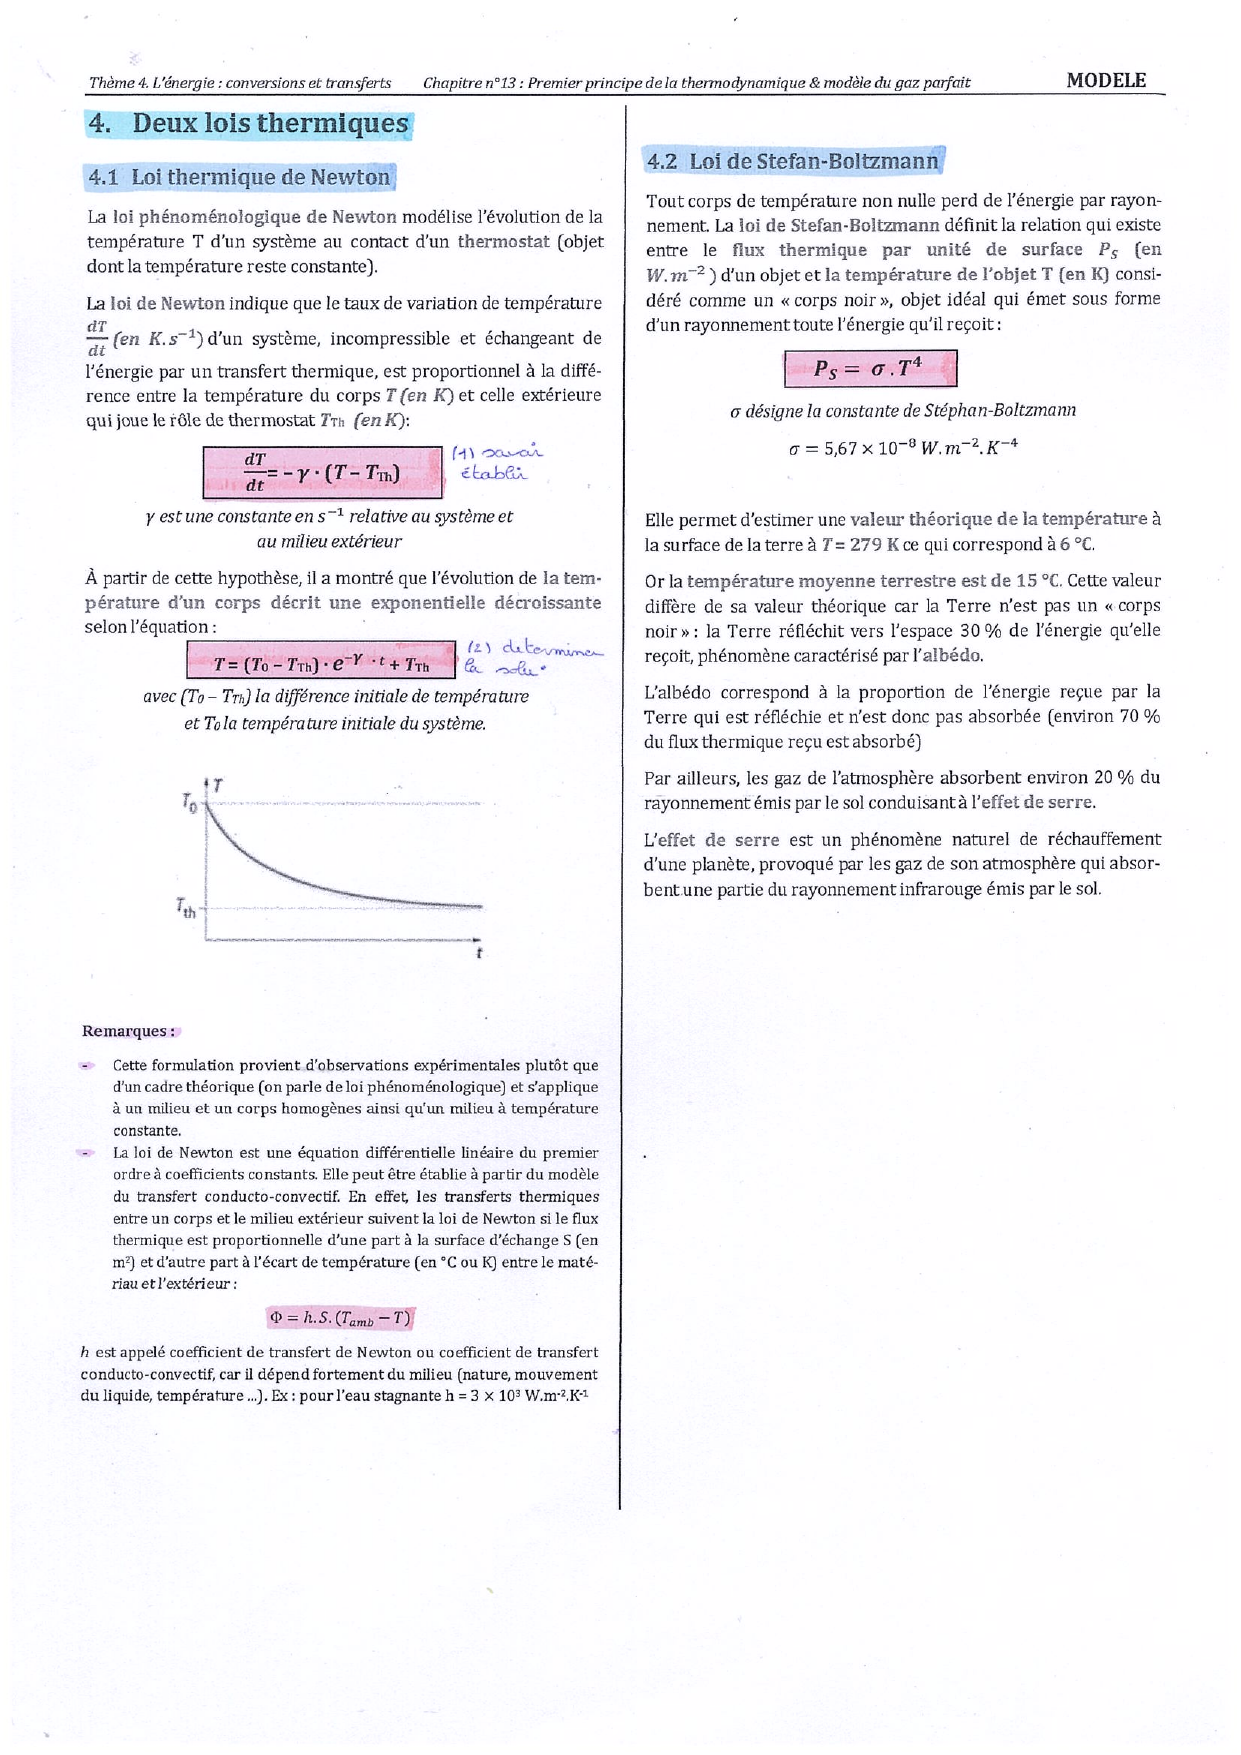 Thème 4. L'énergie : conversions et transferts Chapitre n°13 : Premier principe de la thermodynamique & modèle du gaz parfait MODELE
4. Deux lois thermiques
4.1 Loi thermique de Newton
La loi phénoménologique de Newton modélise l'évolution de la
température T d'un système au contact d'un thermostat (objet
dont la température reste constante).
La loi de Newton indique que le taux de variation de température
dT/dt (en K.s⁻¹) d'un système, incompressible et échangeant de
l'énergie par un transfert thermique, est proportionnel à la diffé-
rence entre la température du corps T (en K) et celle extérieure
qui joue le rôle de thermostat TTh (en K):
dT/dt = – γ · (T – TTh)
(1) savoir
établir
γ est une constante en s⁻¹ relative au système et
au milieu extérieur
À partir de cette hypothèse, il a montré que l'évolution de la tem-
pérature d'un corps décrit une exponentielle décroissante
selon l'équation :
T = (T₀ – TTh) · e^(–γ · t) + TTh
(2) determiner
la solu°
avec (T₀ – TTh) la différence initiale de température
et T₀ la température initiale du système.
T
T₀
Tth
t
Remarques :
- Cette formulation provient d'observations expérimentales plutôt que
d'un cadre théorique (on parle de loi phénoménologique) et s'applique
à un milieu et un corps homogènes ainsi qu'un milieu à température
constante.
- La loi de Newton est une équation différentielle linéaire du premier
ordre à coefficients constants. Elle peut être établie à partir du modèle
du transfert conducto-convectif. En effet, les transferts thermiques
entre un corps et le milieu extérieur suivent la loi de Newton si le flux
thermique est proportionnelle d'une part à la surface d'échange S (en
m²) et d'autre part à l'écart de température (en °C ou K) entre le maté-
riau et l'extérieur :
Φ = h.S.(Tamb – T)
h est appelé coefficient de transfert de Newton ou coefficient de transfert
conducto-convectif, car il dépend fortement du milieu (nature, mouvement
du liquide, température ...). Ex : pour l'eau stagnante h = 3 × 10³ W.m⁻².K⁻¹
4.2 Loi de Stefan-Boltzmann
Tout corps de température non nulle perd de l'énergie par rayon-
nement. La loi de Stefan-Boltzmann définit la relation qui existe
entre le flux thermique par unité de surface PS (en
W.m⁻² ) d'un objet et la température de l'objet T (en K) consi-
déré comme un « corps noir », objet idéal qui émet sous forme
d'un rayonnement toute l'énergie qu'il reçoit :
PS = σ . T⁴
σ désigne la constante de Stéphan-Boltzmann
σ = 5,67 × 10⁻⁸ W.m⁻².K⁻⁴
Elle permet d'estimer une valeur théorique de la température à
la surface de la terre à T = 279 K ce qui correspond à 6 °C.
Or la température moyenne terrestre est de 15 °C. Cette valeur
diffère de sa valeur théorique car la Terre n'est pas un « corps
noir » : la Terre réfléchit vers l'espace 30 % de l'énergie qu'elle
reçoit, phénomène caractérisé par l'albédo.
L'albédo correspond à la proportion de l'énergie reçue par la
Terre qui est réfléchie et n'est donc pas absorbée (environ 70 %
du flux thermique reçu est absorbé)
Par ailleurs, les gaz de l'atmosphère absorbent environ 20 % du
rayonnement émis par le sol conduisant à l'effet de serre.
L'effet de serre est un phénomène naturel de réchauffement
d'une planète, provoqué par les gaz de son atmosphère qui absor-
bent une partie du rayonnement infrarouge émis par le sol.